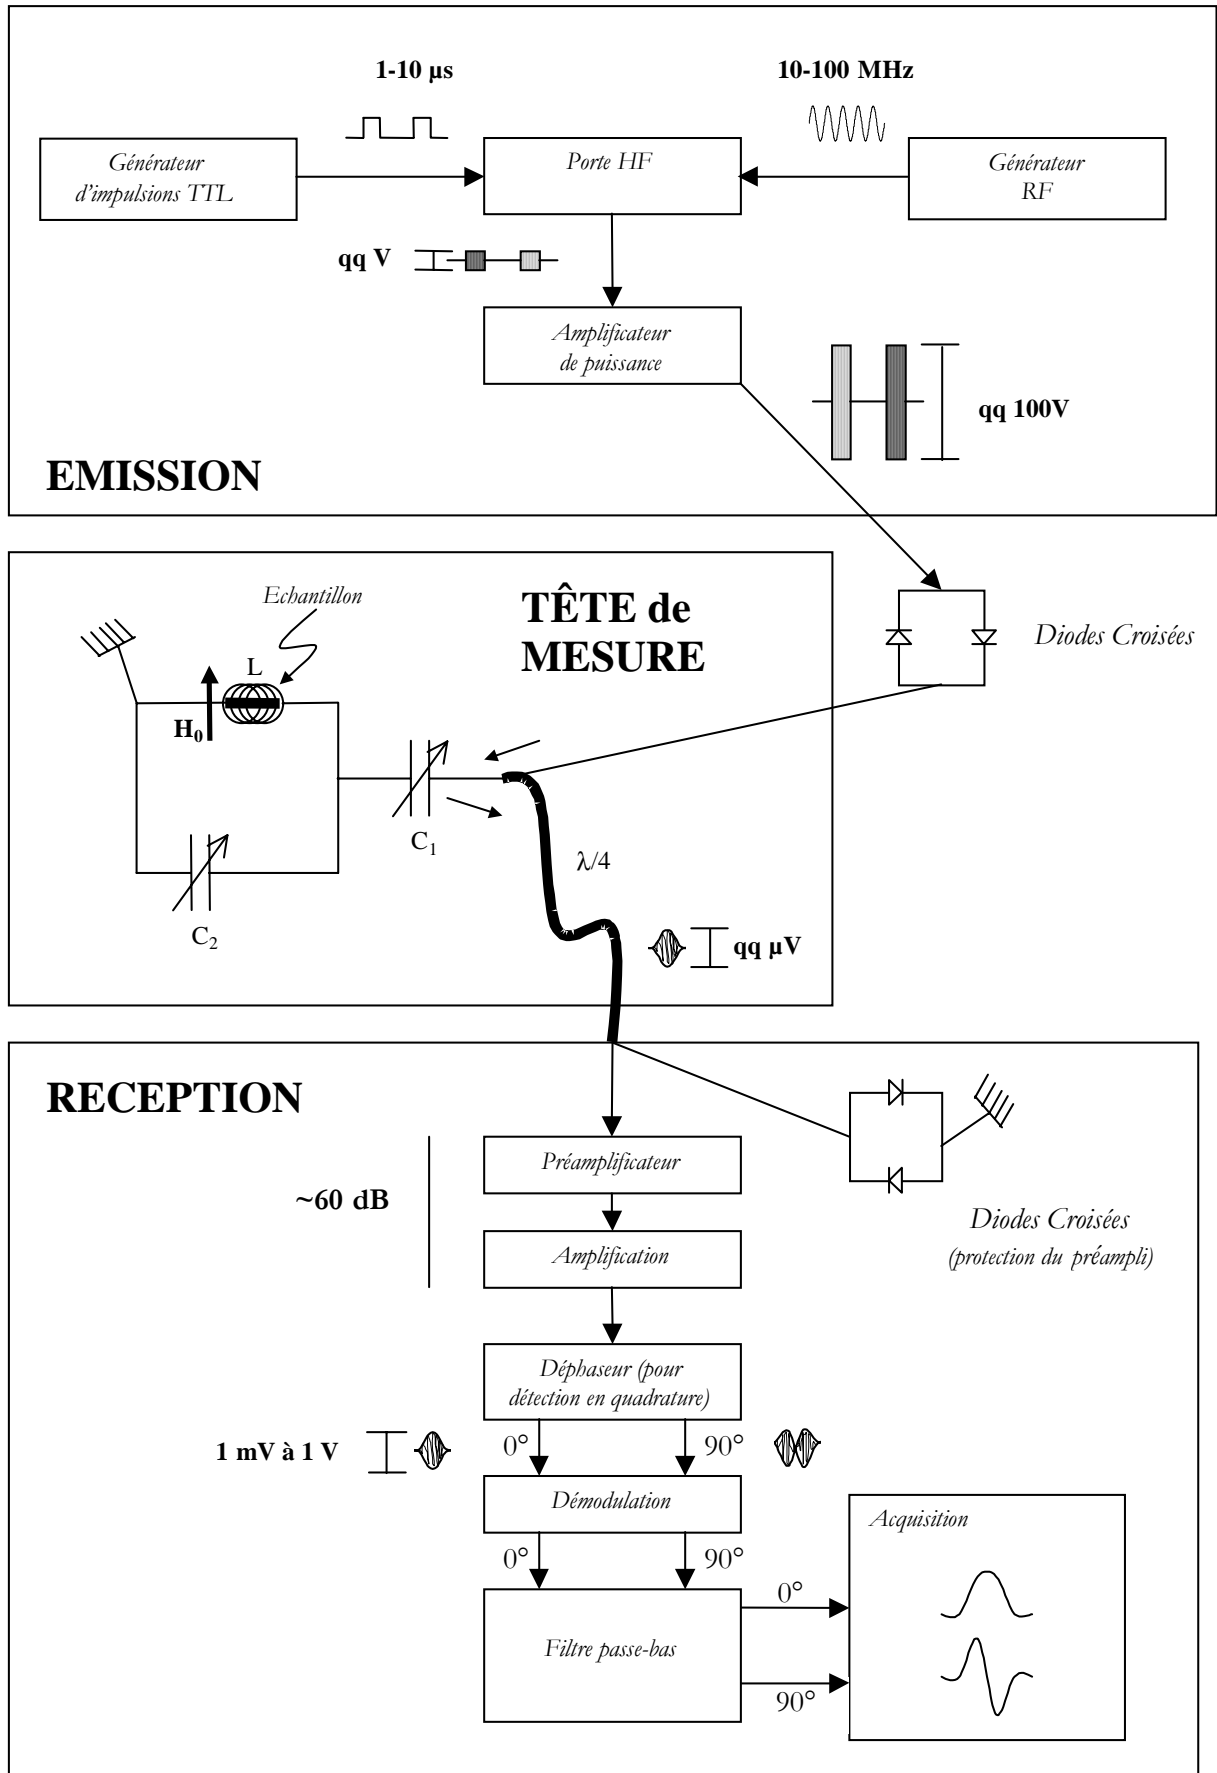 1-10 µs
10-100 MHz
Générateur
d'impulsions TTL
Porte HF
Générateur
RF
qq V
Amplificateur
de puissance
qq 100V
EMISSION
Echantillon
TÊTE de
MESURE
Diodes Croisées
L
H₀
C₁
λ/4
C₂
qq µV
RECEPTION
Préamplificateur
~60 dB
Diodes Croisées
(protection du préampli)
Amplification
Déphaseur (pour
détection en quadrature)
1 mV à 1 V
0°
90°
Démodulation
Acquisition
0°
90°
0°
Filtre passe-bas
90°